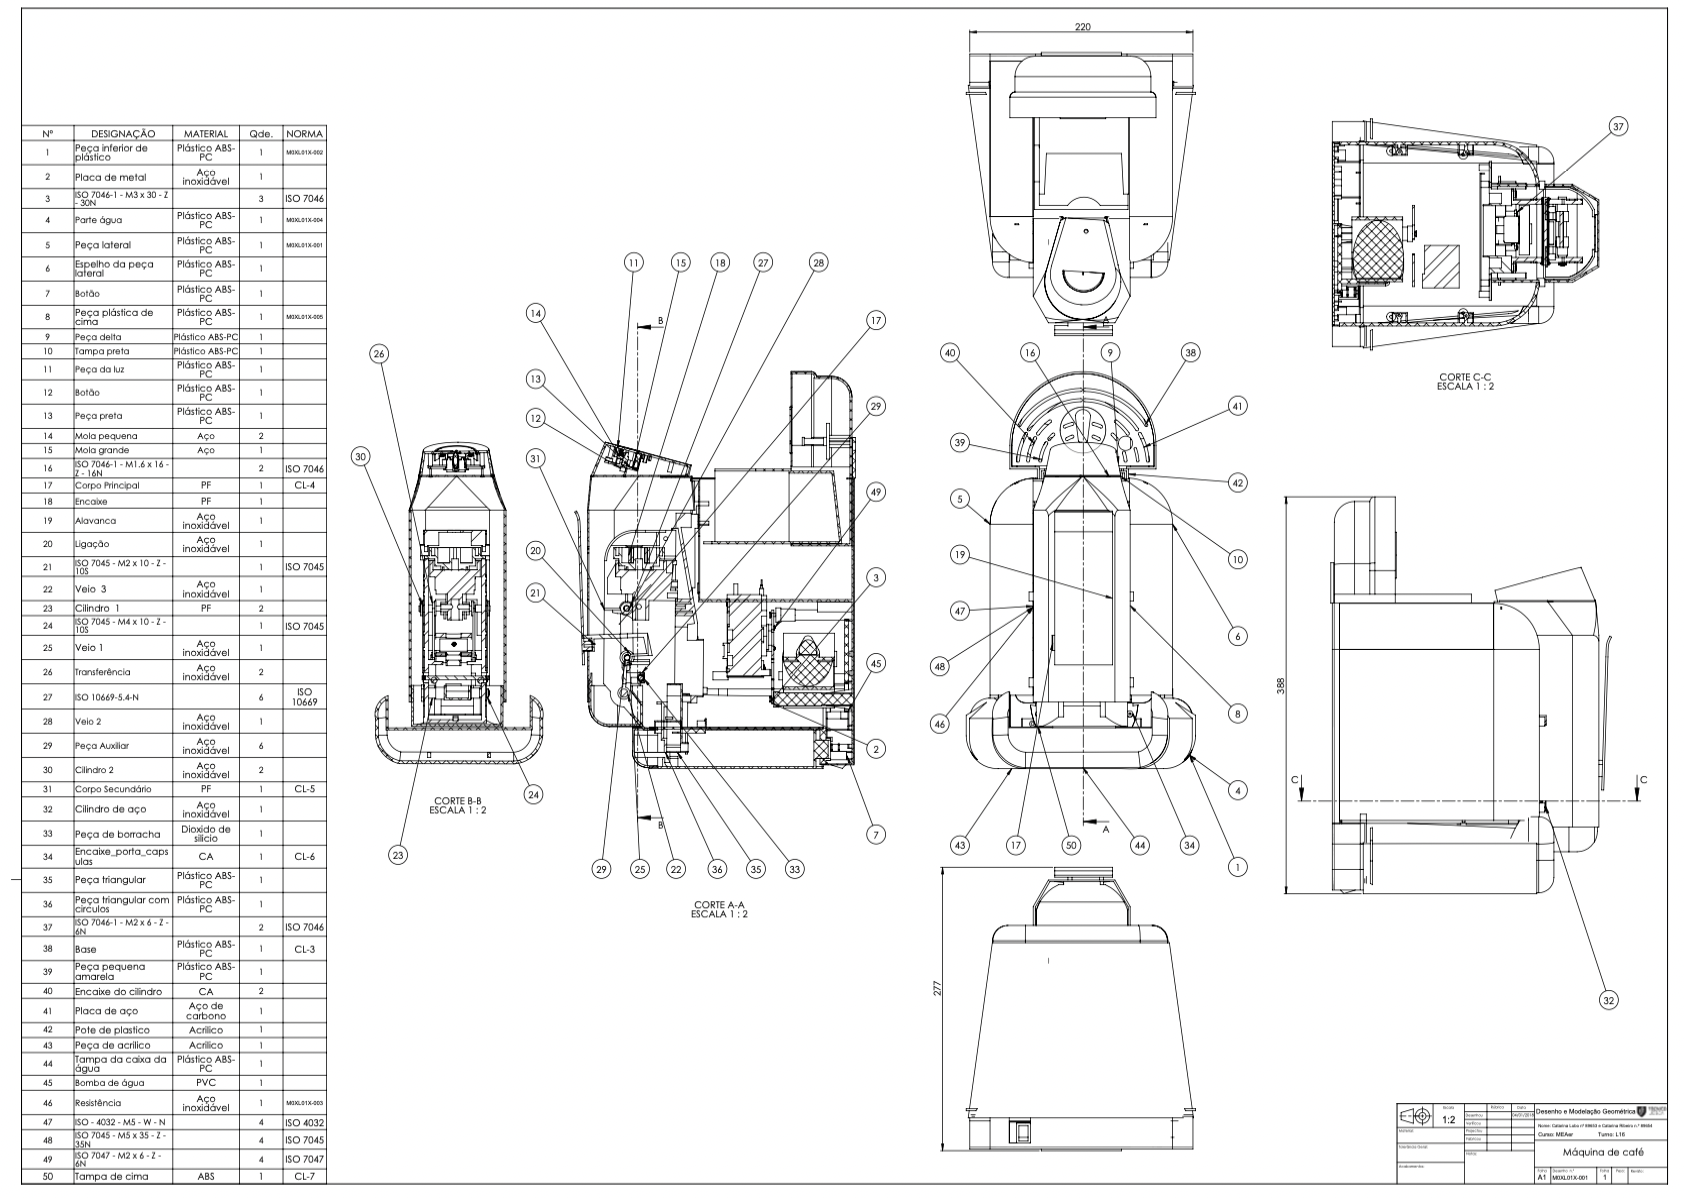 Nº DESIGNAÇÃO MATERIAL Qde. NORMA
1 Peça inferior de plástico Plástico ABS-PC 1 M0XL01X-002
2 Placa de metal Aço inoxidável 1
3 ISO 7046-1 - M3 x 30 - Z - 30N 3 ISO 7046
4 Parte água Plástico ABS-PC 1 M0XL01X-004
5 Peça lateral Plástico ABS-PC 1 M0XL01X-001
6 Espelho da peça lateral Plástico ABS-PC 1
7 Botão Plástico ABS-PC 1
8 Peça plástica de cima Plástico ABS-PC 1 M0XL01X-005
9 Peça delta Plástico ABS-PC 1
10 Tampa preta Plástico ABS-PC 1
11 Peça da luz Plástico ABS-PC 1
12 Botão Plástico ABS-PC 1
13 Peça preta Plástico ABS-PC 1
14 Mola pequena Aço 2
15 Mola grande Aço 1
16 ISO 7046-1 - M1.6 x 16 - Z - 16N 2 ISO 7046
17 Corpo Principal PF 1 CL-4
18 Encaixe PF 1
19 Alavanca Aço inoxidável 1
20 Ligação Aço inoxidável 1
21 ISO 7045 - M2 x 10 - Z - 10S 1 ISO 7045
22 Veio 3 Aço inoxidável 1
23 Cilindro 1 PF 2
24 ISO 7045 - M4 x 10 - Z - 10S 1 ISO 7045
25 Veio 1 Aço inoxidável 1
26 Transferência Aço inoxidável 2
27 ISO 10669-5.4-N 6 ISO 10669
28 Veio 2 Aço inoxidável 1
29 Peça Auxiliar Aço inoxidável 6
30 Cilindro 2 Aço inoxidável 2
31 Corpo Secundário PF 1 CL-5
32 Cilindro de aço Aço inoxidável 1
33 Peça de borracha Dioxido de silicio 1
34 Encaixe_porta_capsulas CA 1 CL-6
35 Peça triangular Plástico ABS-PC 1
36 Peça triangular com circulos Plástico ABS-PC 1
37 ISO 7046-1 - M2 x 6 - Z - 6N 2 ISO 7046
38 Base Plástico ABS-PC 1 CL-3
39 Peça pequena amarela Plástico ABS-PC 1
40 Encaixe do cilindro CA 2
41 Placa de aço Aço de carbono 1
42 Pote de plastico Acrilico 1
43 Peça de acrilico Acrilico 1
44 Tampa da caixa da água Plástico ABS-PC 1
45 Bomba de água PVC 1
46 Resistência Aço inoxidável 1 M0XL01X-003
47 ISO - 4032 - M5 - W - N 4 ISO 4032
48 ISO 7045 - M5 x 35 - Z - 35N 4 ISO 7045
49 ISO 7047 - M2 x 6 - Z - 6N 4 ISO 7047
50 Tampa de cima ABS 1 CL-7
26
30
23
24
CORTE B-B
ESCALA 1 : 2
11 15 18 27 28
14
17
B
13
12
29
31
49
20
21
3
45
2
7
B
29 25 22 36 35 33
CORTE A-A
ESCALA 1 : 2
220
A
40 16 9 38
41
39
42
5
10
19
47
6
48
8
46
4
A
43 17 50 44 34 1
277
37
CORTE C-C
ESCALA 1 : 2
388
C C
32
Escala
1:2
Rubrica Data
Desenhou 04/01/2018
Verificou
Desenho e Modelação Geométrica
Curso: MEAer Turno: L16
Máquina de café
A1
Desenho n.º
M0XL01X-001
Folha
1